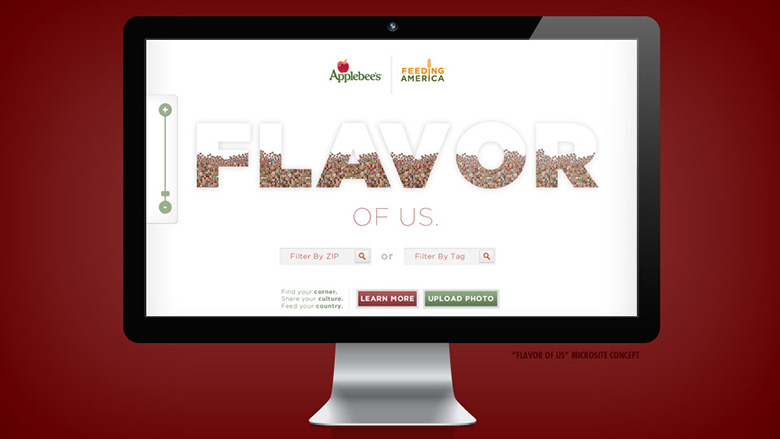 Applebee's
FEEDING
AMERICA
FLAVOR
OF US.
Filter By ZIP or Filter By Tag
Find your corner.
Share your culture.
Feed your country.
LEARN MORE UPLOAD PHOTO
"FLAVOR OF US" MICROSITE CONCEPT